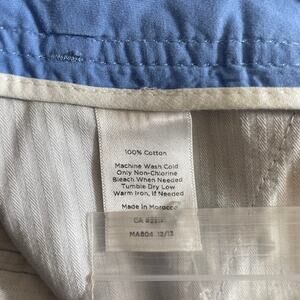 100% Cotton
Machine Wash Cold
Only Non-Chlorine
Bleach When Needed
Tumble Dry Low
Warm Iron, If Needed
Made in Morocco
CA
MA804 12/13